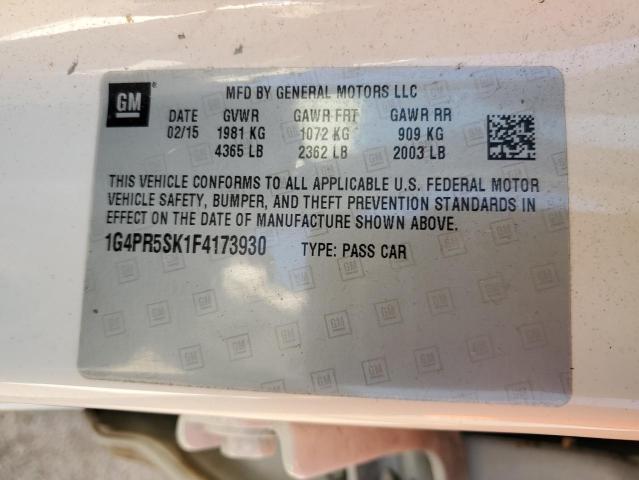 GM
MFD BY GENERAL MOTORS LLC
DATE GVWR GAWR FRT GAWR RR
02/15 1981 KG 1072 KG 909 KG
4365 LB 2362 LB 2003 LB
THIS VEHICLE CONFORMS TO ALL APPLICABLE U.S. FEDERAL MOTOR
VEHICLE SAFETY, BUMPER, AND THEFT PREVENTION STANDARDS IN
EFFECT ON THE DATE OF MANUFACTURE SHOWN ABOVE.
1G4PR5SK1F4173930 TYPE: PASS CAR